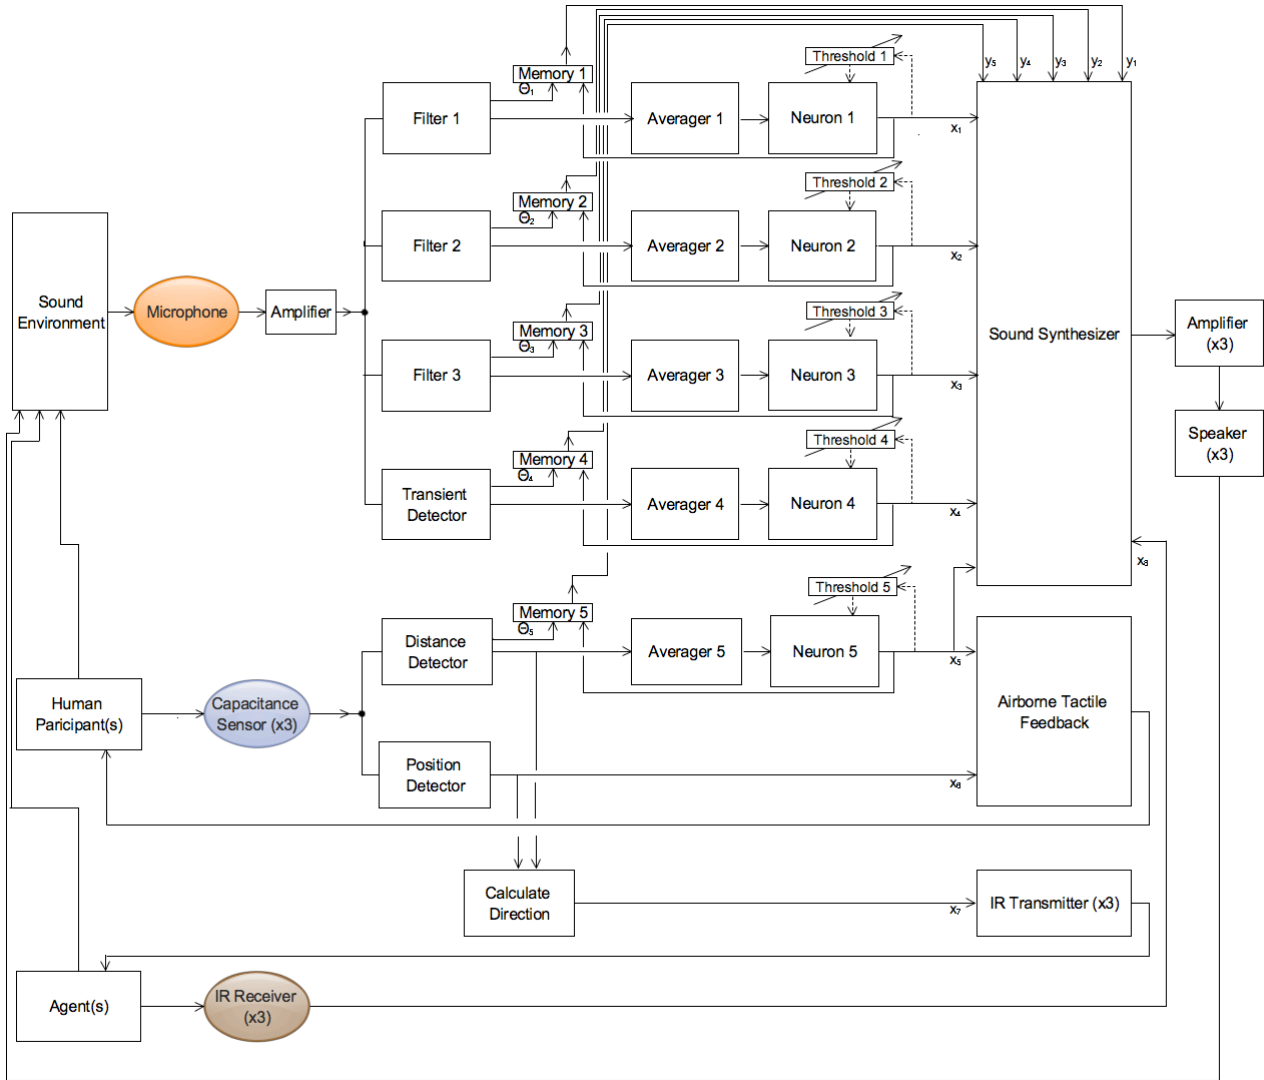 y₅
y₄
y₃
y₂
y₁
Threshold 1
Memory 1
Θ₁
Filter 1
Averager 1
Neuron 1
x₁
Threshold 2
Memory 2
Θ₂
Filter 2
Averager 2
Neuron 2
x₂
Sound
Environment
Microphone
Amplifier
Threshold 3
Memory 3
Θ₃
Filter 3
Averager 3
Neuron 3
x₃
Sound Synthesizer
Amplifier
(x3)
Speaker
(x3)
Threshold 4
Memory 4
Θ₄
Transient
Detector
Averager 4
Neuron 4
x₄
x₈
Threshold 5
Memory 5
Θ₅
Distance
Detector
Averager 5
Neuron 5
x₅
Human
Paricipant(s)
Capacitance
Sensor (x3)
Airborne Tactile
Feedback
Position
Detector
x₆
Calculate
Direction
x₇
IR Transmitter (x3)
Agent(s)
IR Receiver
(x3)